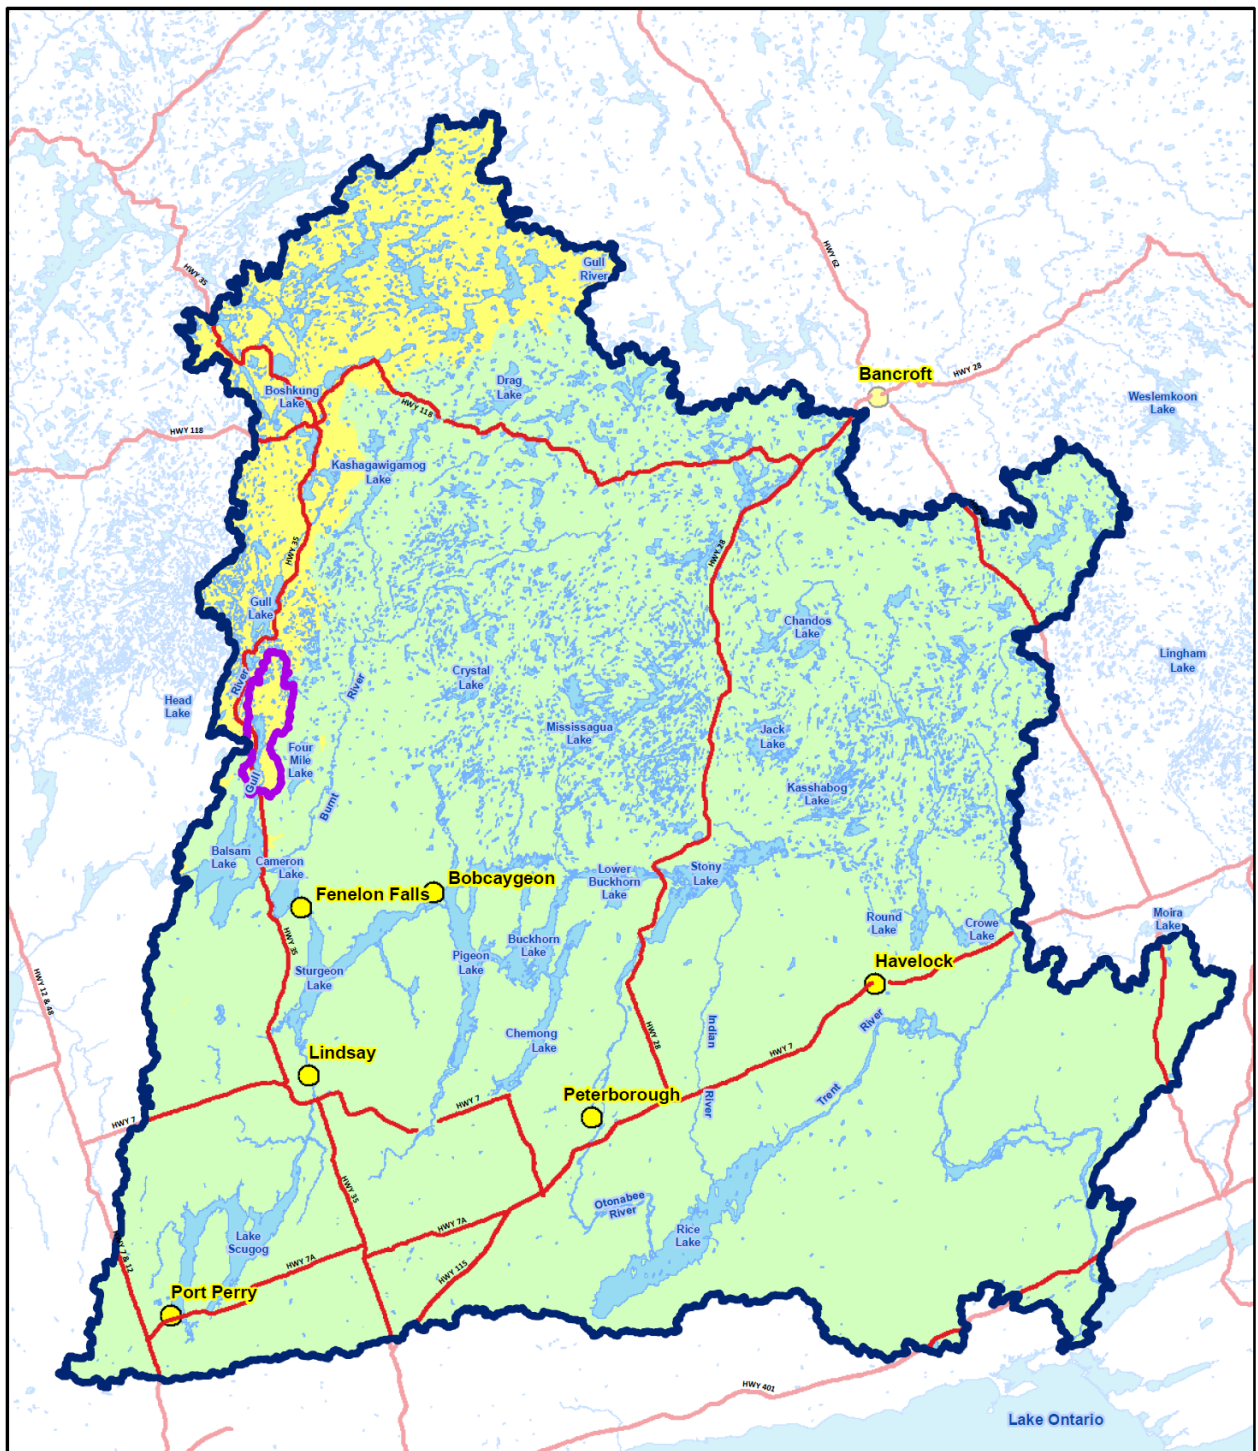 HWY 62
Gull
River
HWY 35
Bancroft
HWY 28
Drag
Lake
Boshkung
Lake
Weslemkoon
Lake
HWY 118
HWY 118
Kashagawigamog
Lake
HWY 35
HWY 28
Gull
Lake
Chandos
Lake
Lingham
Lake
Crystal
Lake
River
River
Head
Lake
Mississagua
Lake
Jack
Lake
Four
Mile
Lake
Gull
Kasshabog
Lake
Burnt
Balsam
Lake
Cameron
Lake
Lower
Buckhorn
Lake
Stony
Lake
Bobcaygeon
Fenelon Falls
Round
Lake
Crowe
Lake
Moira
Lake
HWY 35
Buckhorn
Lake
Pigeon
Lake
Havelock
Sturgeon
Lake
HWY 12 & 48
Chemong
Lake
Indian
River
HWY 28
River
Trent
HWY 7
Lindsay
Peterborough
HWY 7
HWY 7
HWY 35
Otonabee
River
HWY 7A
Lake
Scugog
Rice
Lake
HWY 7 & 12
HWY 7A
HWY 115
Port Perry
HWY 401
Lake Ontario